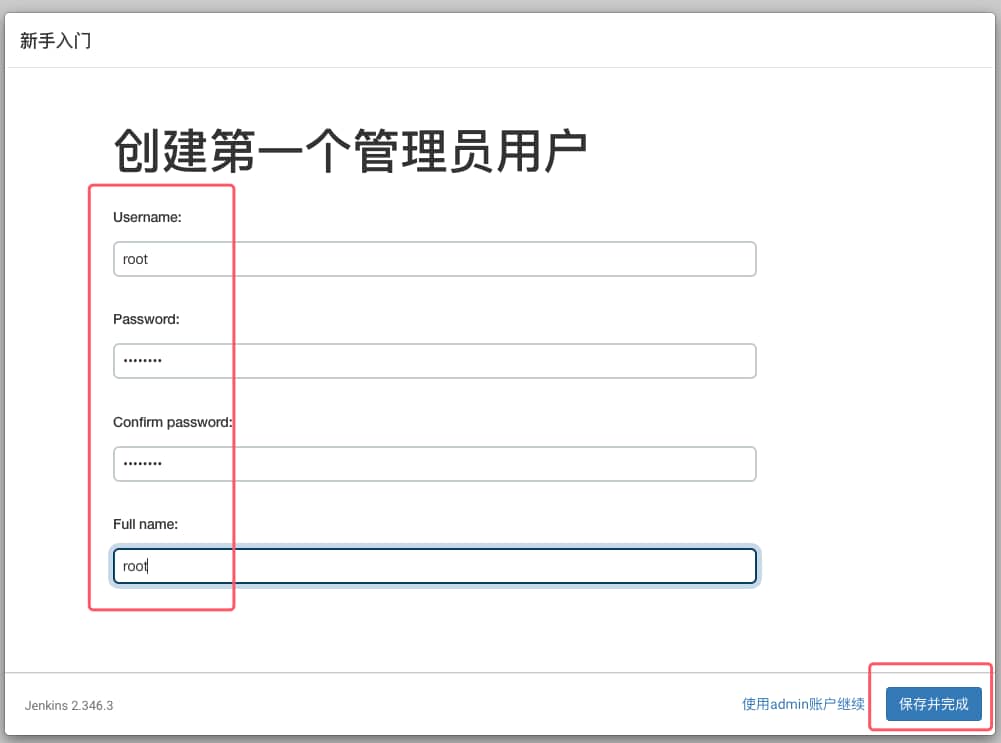 新手入门
创建第一个管理员用户
Username:
root
Password:
••••••••
Confirm password:
••••••••
Full name:
root
Jenkins 2.346.3
使用admin账户继续
保存并完成